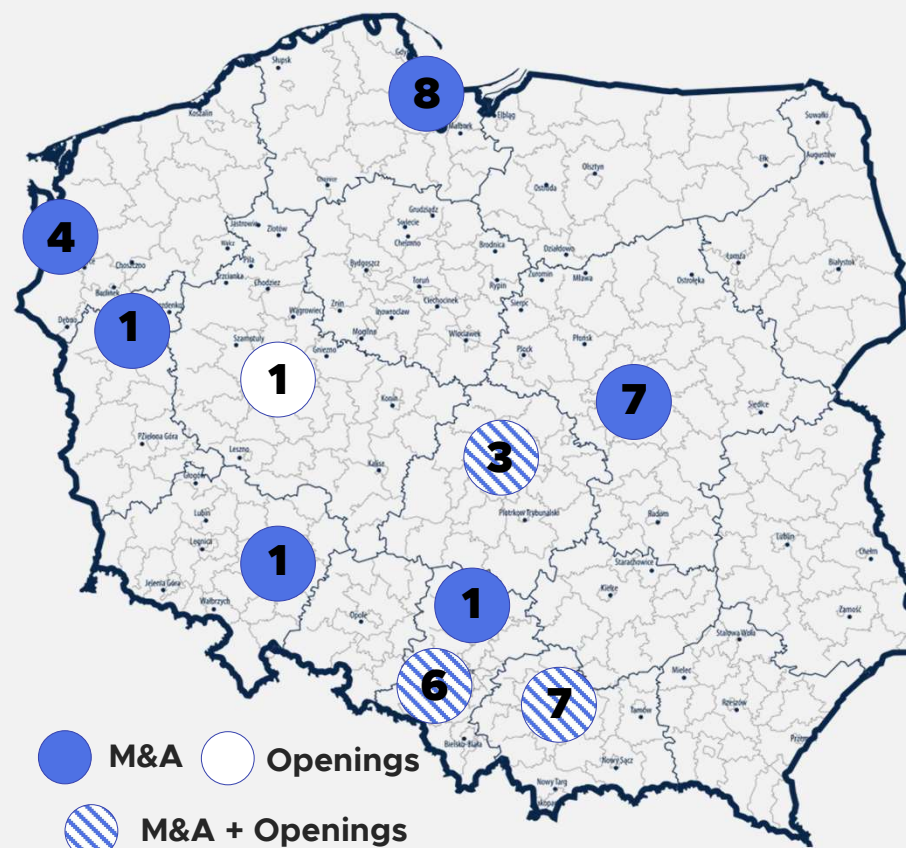 Słupsk
8
Koszalin
Elbląg
Malbork
Suwałki
Augustów
Ełk
Olsztyn
Ostróda
Grudziądz
Świecie
Chełmno
4
Jastrowie
Złotów
Wałcz
Piła
Trzcianka
Chodzież
Choszczno
Barlinek
Dębno
Brodnica
Działdowo
Łomża
Białystok
Bydgoszcz
Toruń
Rypin
Żuromin
Mława
Ostrołęka
Ciechocinek
Sierpc
Żnin
Inowrocław
Wągrowiec
Mogilno
Włocławek
Płońsk
Płock
1
Szamotuły
Gniezno
1
Konin
7
Siedlce
3
Zielona Góra
Leszno
Kalisz
Głogów
Piotrków Trybunalski
Radom
Lubin
Legnica
Lublin
Chełm
1
Starachowice
Kielce
Jelenia Góra
Wałbrzych
Opole
1
Zamość
Stalowa Wola
6
7
Mielec
Tarnów
Rzeszów
Bielsko-Biała
Nowy Sącz
Nowy Targ
M&A
Openings
M&A + Openings